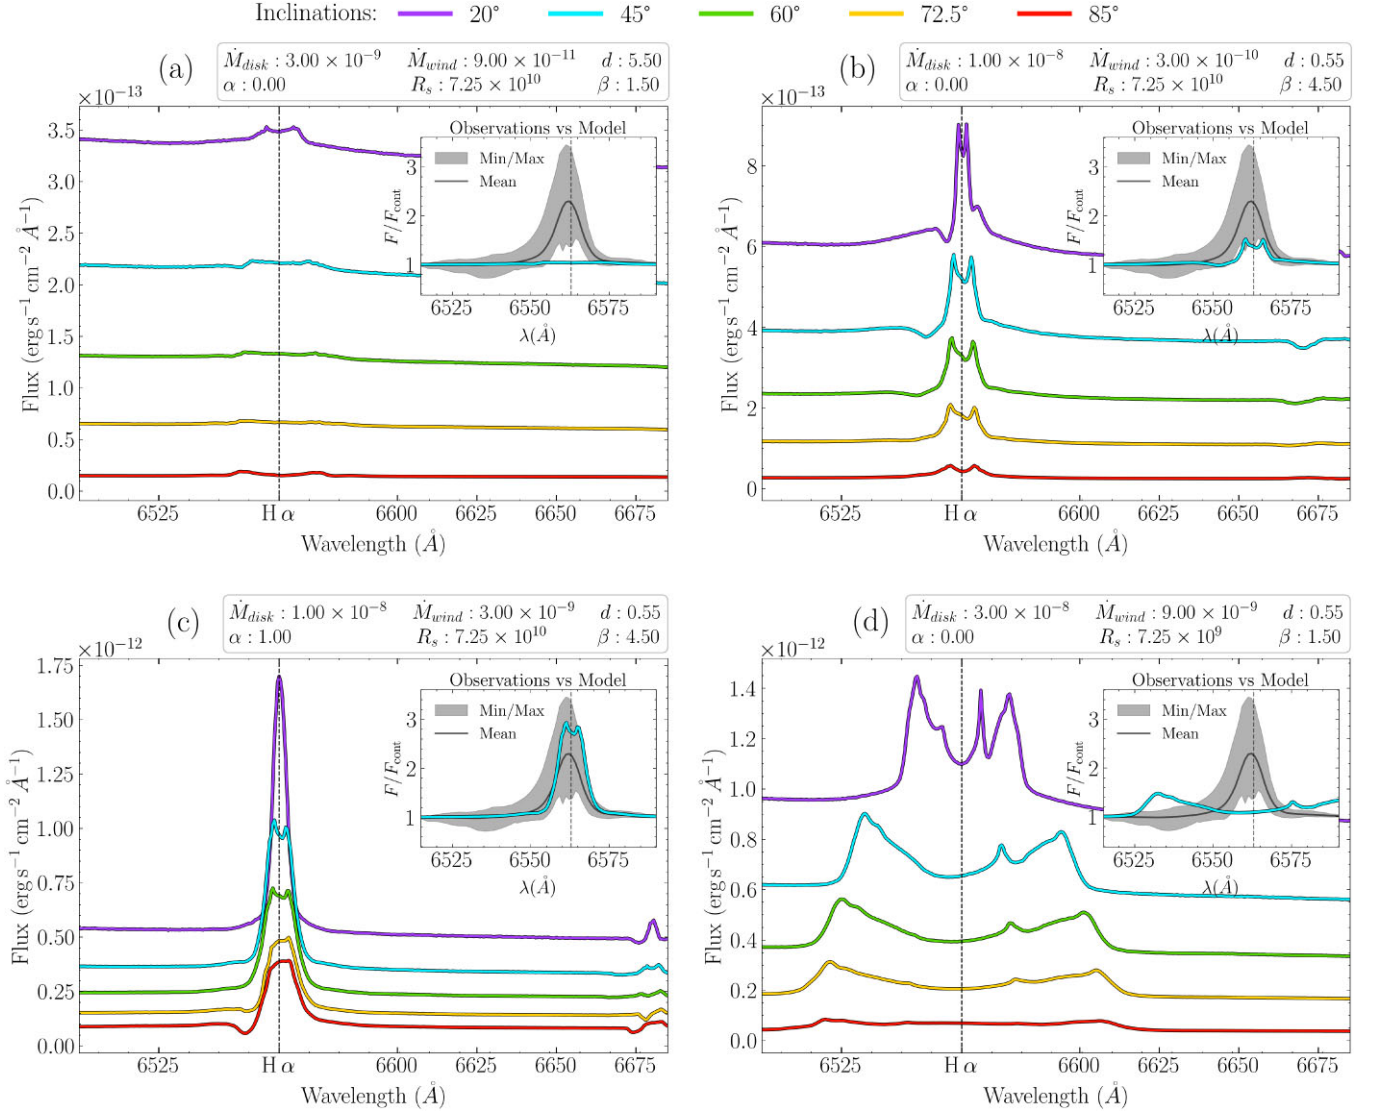 Inclinations: 20° 45° 60° 72.5° 85°
(a)
Ṁdisk : 3.00 × 10⁻⁹ Ṁwind : 9.00 × 10⁻¹¹ d : 5.50
α : 0.00 Rs : 7.25 × 10¹⁰ β : 1.50
×10⁻¹³
3.5
3.0
2.5
2.0
1.5
1.0
0.5
0.0
Flux (erg s⁻¹ cm⁻² Å⁻¹)
6525 H α 6600 6625 6650 6675
Wavelength (Å)
Observations vs Model
Min/Max
Mean
3
2
1
F/Fcont
6525 6550 6575
λ(Å)
(b)
Ṁdisk : 1.00 × 10⁻⁸ Ṁwind : 3.00 × 10⁻¹⁰ d : 0.55
α : 0.00 Rs : 7.25 × 10¹⁰ β : 4.50
×10⁻¹³
8
6
4
2
0
Flux (erg s⁻¹ cm⁻² Å⁻¹)
6525 H α 6600 6625 6650 6675
Wavelength (Å)
Observations vs Model
Min/Max
Mean
3
2
1
F/Fcont
6525 6550 6575
λ(Å)
(c)
Ṁdisk : 1.00 × 10⁻⁸ Ṁwind : 3.00 × 10⁻⁹ d : 0.55
α : 1.00 Rs : 7.25 × 10¹⁰ β : 4.50
×10⁻¹²
1.75
1.50
1.25
1.00
0.75
0.50
0.25
0.00
Flux (erg s⁻¹ cm⁻² Å⁻¹)
6525 H α 6600 6625 6650 6675
Wavelength (Å)
Observations vs Model
Min/Max
Mean
3
2
1
F/Fcont
6525 6550 6575
λ(Å)
(d)
Ṁdisk : 3.00 × 10⁻⁸ Ṁwind : 9.00 × 10⁻⁹ d : 0.55
α : 0.00 Rs : 7.25 × 10⁹ β : 1.50
×10⁻¹²
1.4
1.2
1.0
0.8
0.6
0.4
0.2
0.0
Flux (erg s⁻¹ cm⁻² Å⁻¹)
6525 H α 6600 6625 6650 6675
Wavelength (Å)
Observations vs Model
Min/Max
Mean
3
2
1
F/Fcont
6525 6550 6575
λ(Å)